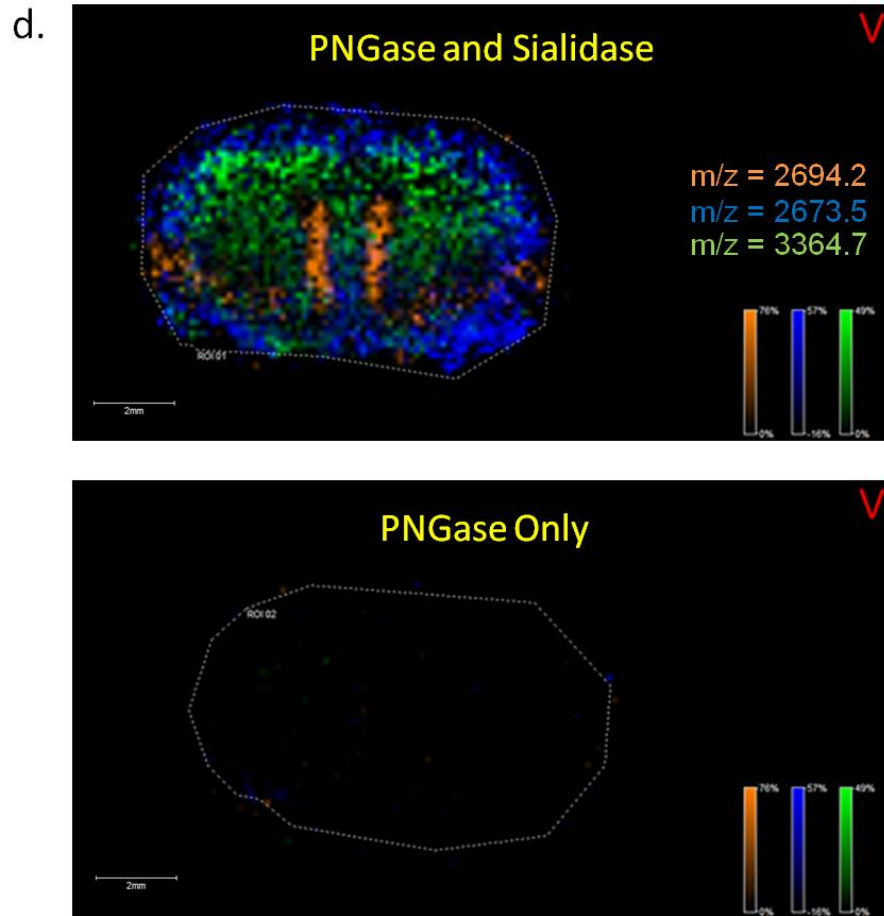 d.
PNGase and Sialidase
V
m/z = 2694.2
m/z = 2673.5
m/z = 3364.7
76% 57% 49%
0% -16% 0%
ROI 01
2mm
PNGase Only
V
ROI 02
76% 57% 49%
0% -16% 0%
2mm